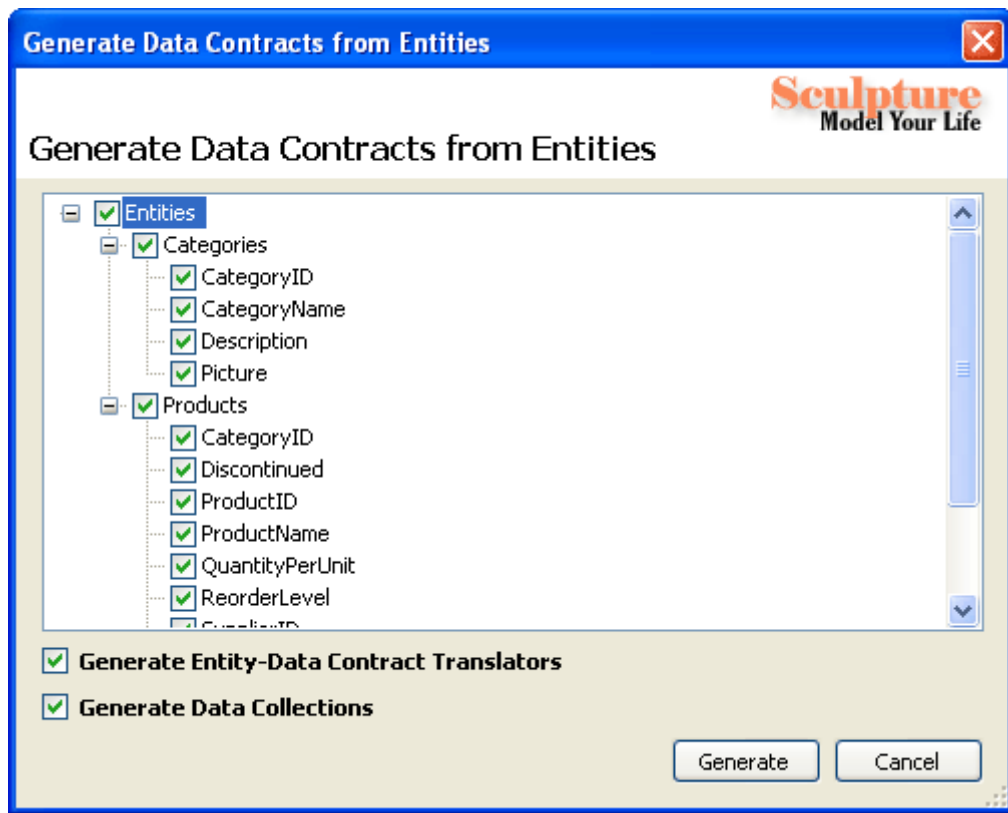 Generate Data Contracts from Entities
Sculpture
Model Your Life
Generate Data Contracts from Entities
Entities
Categories
CategoryID
CategoryName
Description
Picture
Products
CategoryID
Discontinued
ProductID
ProductName
QuantityPerUnit
ReorderLevel
SupplierID
Generate Entity-Data Contract Translators
Generate Data Collections
Generate Cancel